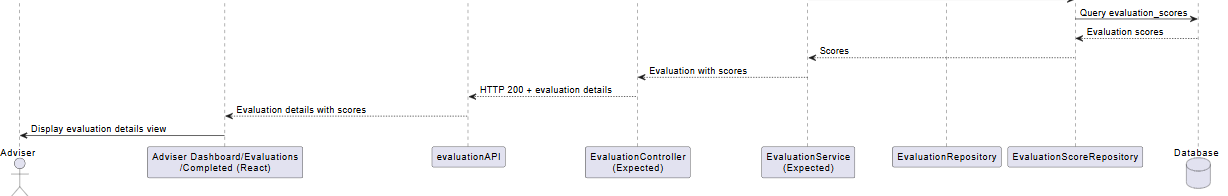 Query evaluation_scores
Evaluation scores
Scores
Evaluation with scores
HTTP 200 + evaluation details
Evaluation details with scores
Display evaluation details view
Adviser
Adviser Dashboard/Evaluations
/Completed (React)
evaluationAPI
EvaluationController
(Expected)
EvaluationService
(Expected)
EvaluationRepository
EvaluationScoreRepository
Database